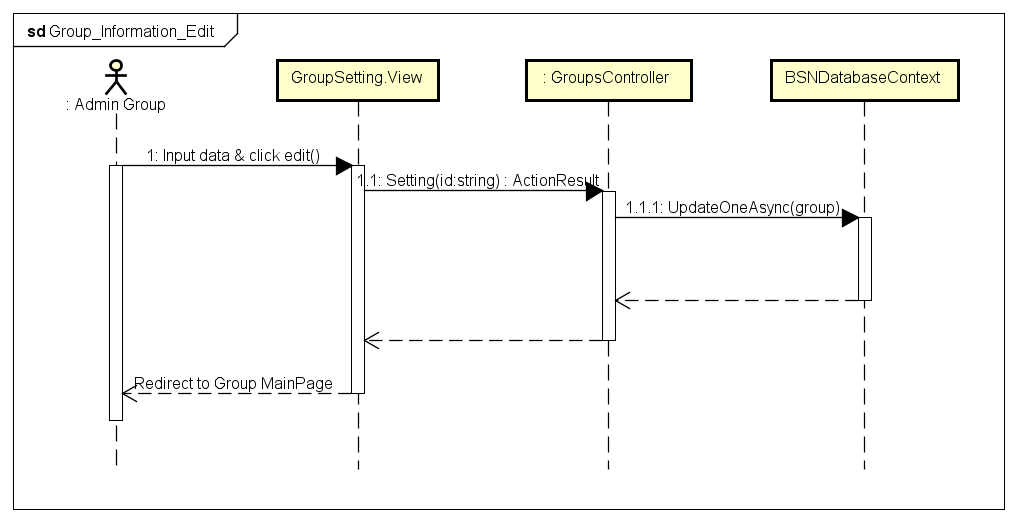 sd Group_Information_Edit
: Admin Group
GroupSetting.View
: GroupsController
BSNDatabaseContext
1: Input data & click edit()
1.1: Setting(id:string) : ActionResult
1.1.1: UpdateOneAsync(group)
Redirect to Group MainPage